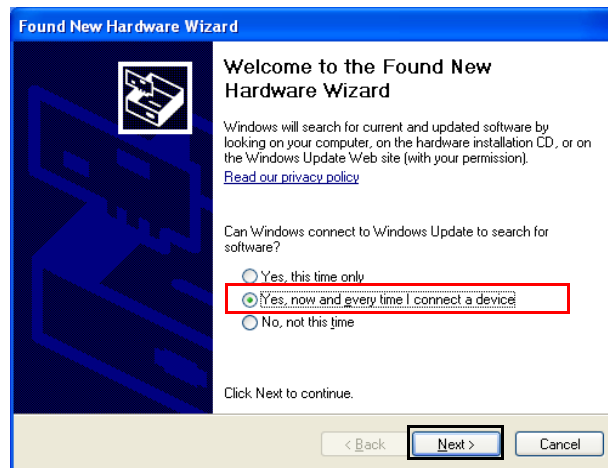 Found New Hardware Wizard
Welcome to the Found New
Hardware Wizard
Windows will search for current and updated software by
looking on your computer, on the hardware installation CD, or on
the Windows Update Web site (with your permission).
Read our privacy policy
Can Windows connect to Windows Update to search for
software?
Yes, this time only
Yes, now and every time I connect a device
No, not this time
Click Next to continue.
< Back Next > Cancel